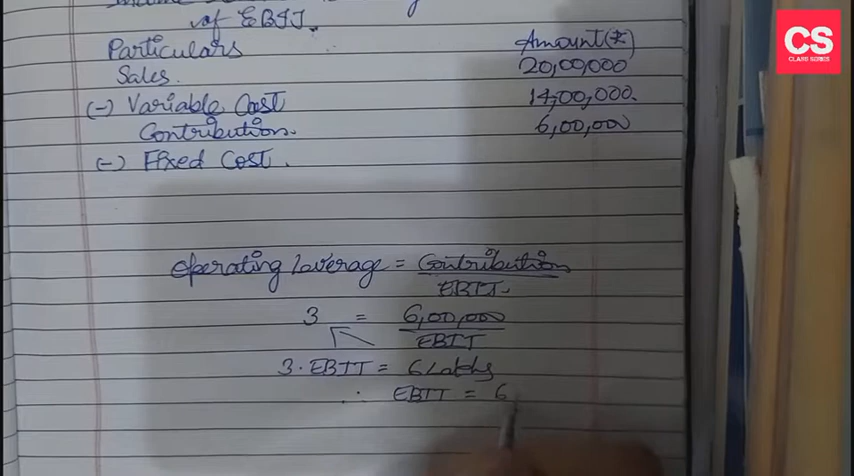 of EBIT.
Particulars Amount(₹)
Sales. 20,00,000
(-) Variable Cost 14,00,000.
Contribution. 6,00,000
(-) Fixed Cost.
Operating Leverage = Contribution
EBIT.
3 = 6,00,000
EBIT
3. EBIT = 6 Lakhs
∴ EBIT = 6
CS
CLASS SERIES